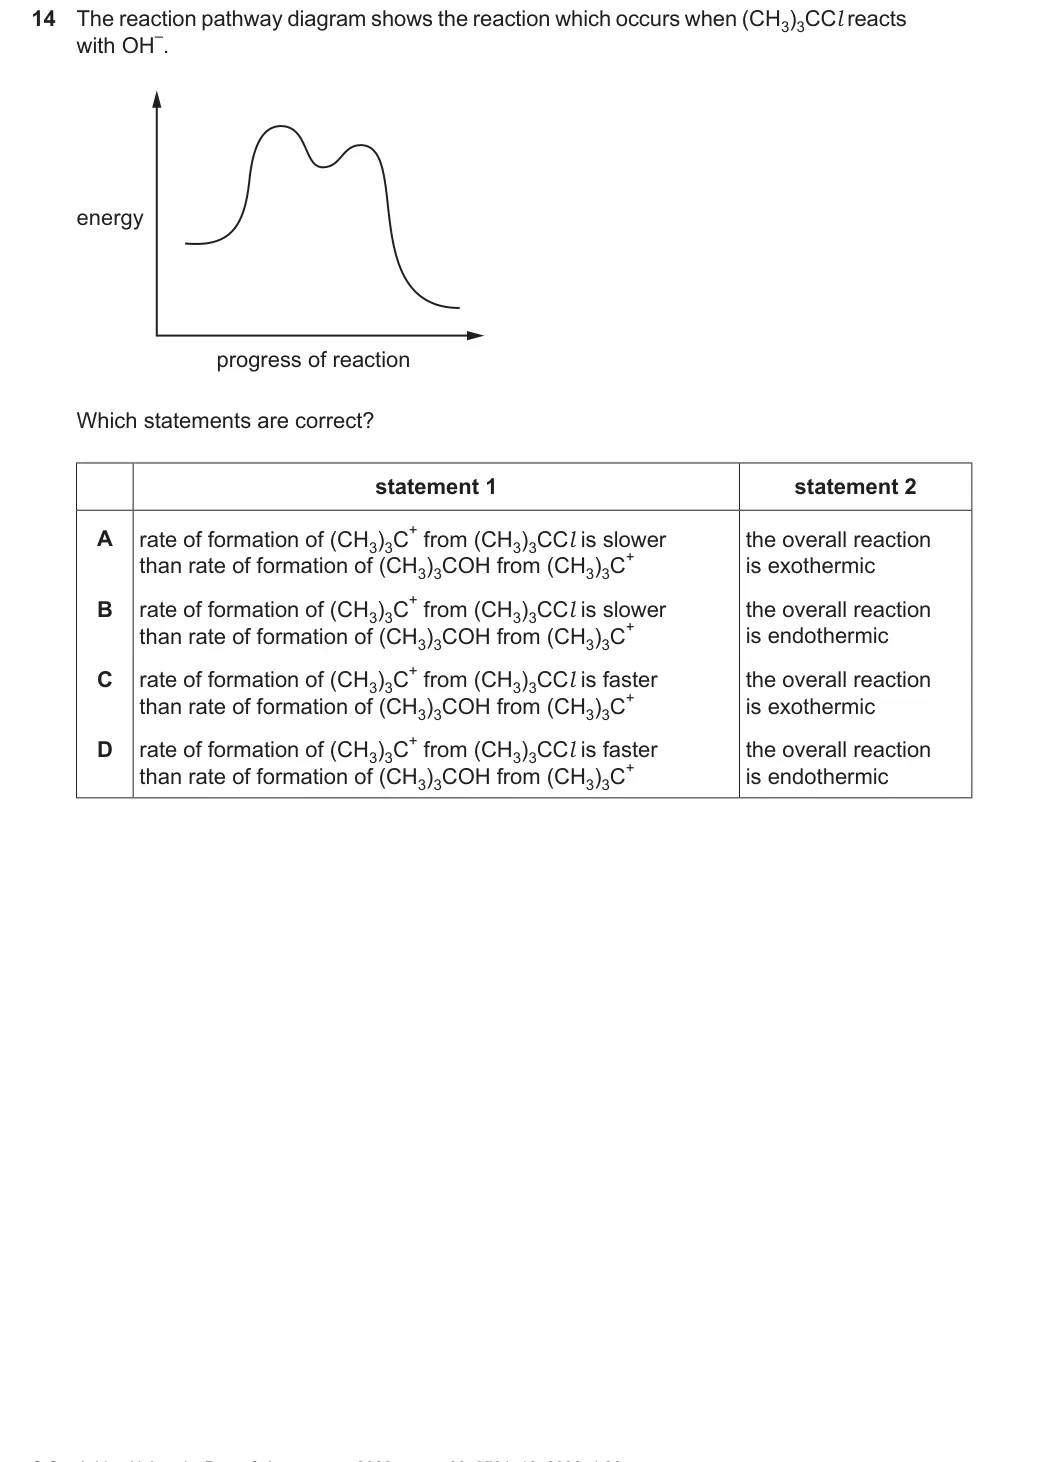 14 The reaction pathway diagram shows the reaction which occurs when (CH₃)₃CCl reacts
with OH⁻.
energy
progress of reaction
Which statements are correct?
statement 1 statement 2
A rate of formation of (CH₃)₃C⁺ from (CH₃)₃CCl is slower the overall reaction
than rate of formation of (CH₃)₃COH from (CH₃)₃C⁺ is exothermic
B rate of formation of (CH₃)₃C⁺ from (CH₃)₃CCl is slower the overall reaction
than rate of formation of (CH₃)₃COH from (CH₃)₃C⁺ is endothermic
C rate of formation of (CH₃)₃C⁺ from (CH₃)₃CCl is faster the overall reaction
than rate of formation of (CH₃)₃COH from (CH₃)₃C⁺ is exothermic
D rate of formation of (CH₃)₃C⁺ from (CH₃)₃CCl is faster the overall reaction
than rate of formation of (CH₃)₃COH from (CH₃)₃C⁺ is endothermic